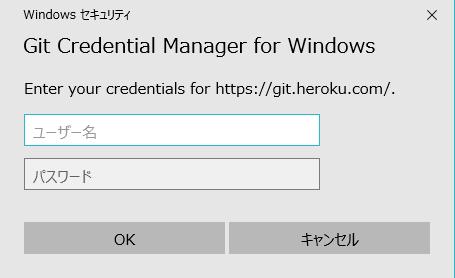 Windows セキュリティ
Git Credential Manager for Windows
Enter your credentials for https://git.heroku.com/.
ユーザー名
パスワード
OK
キャンセル